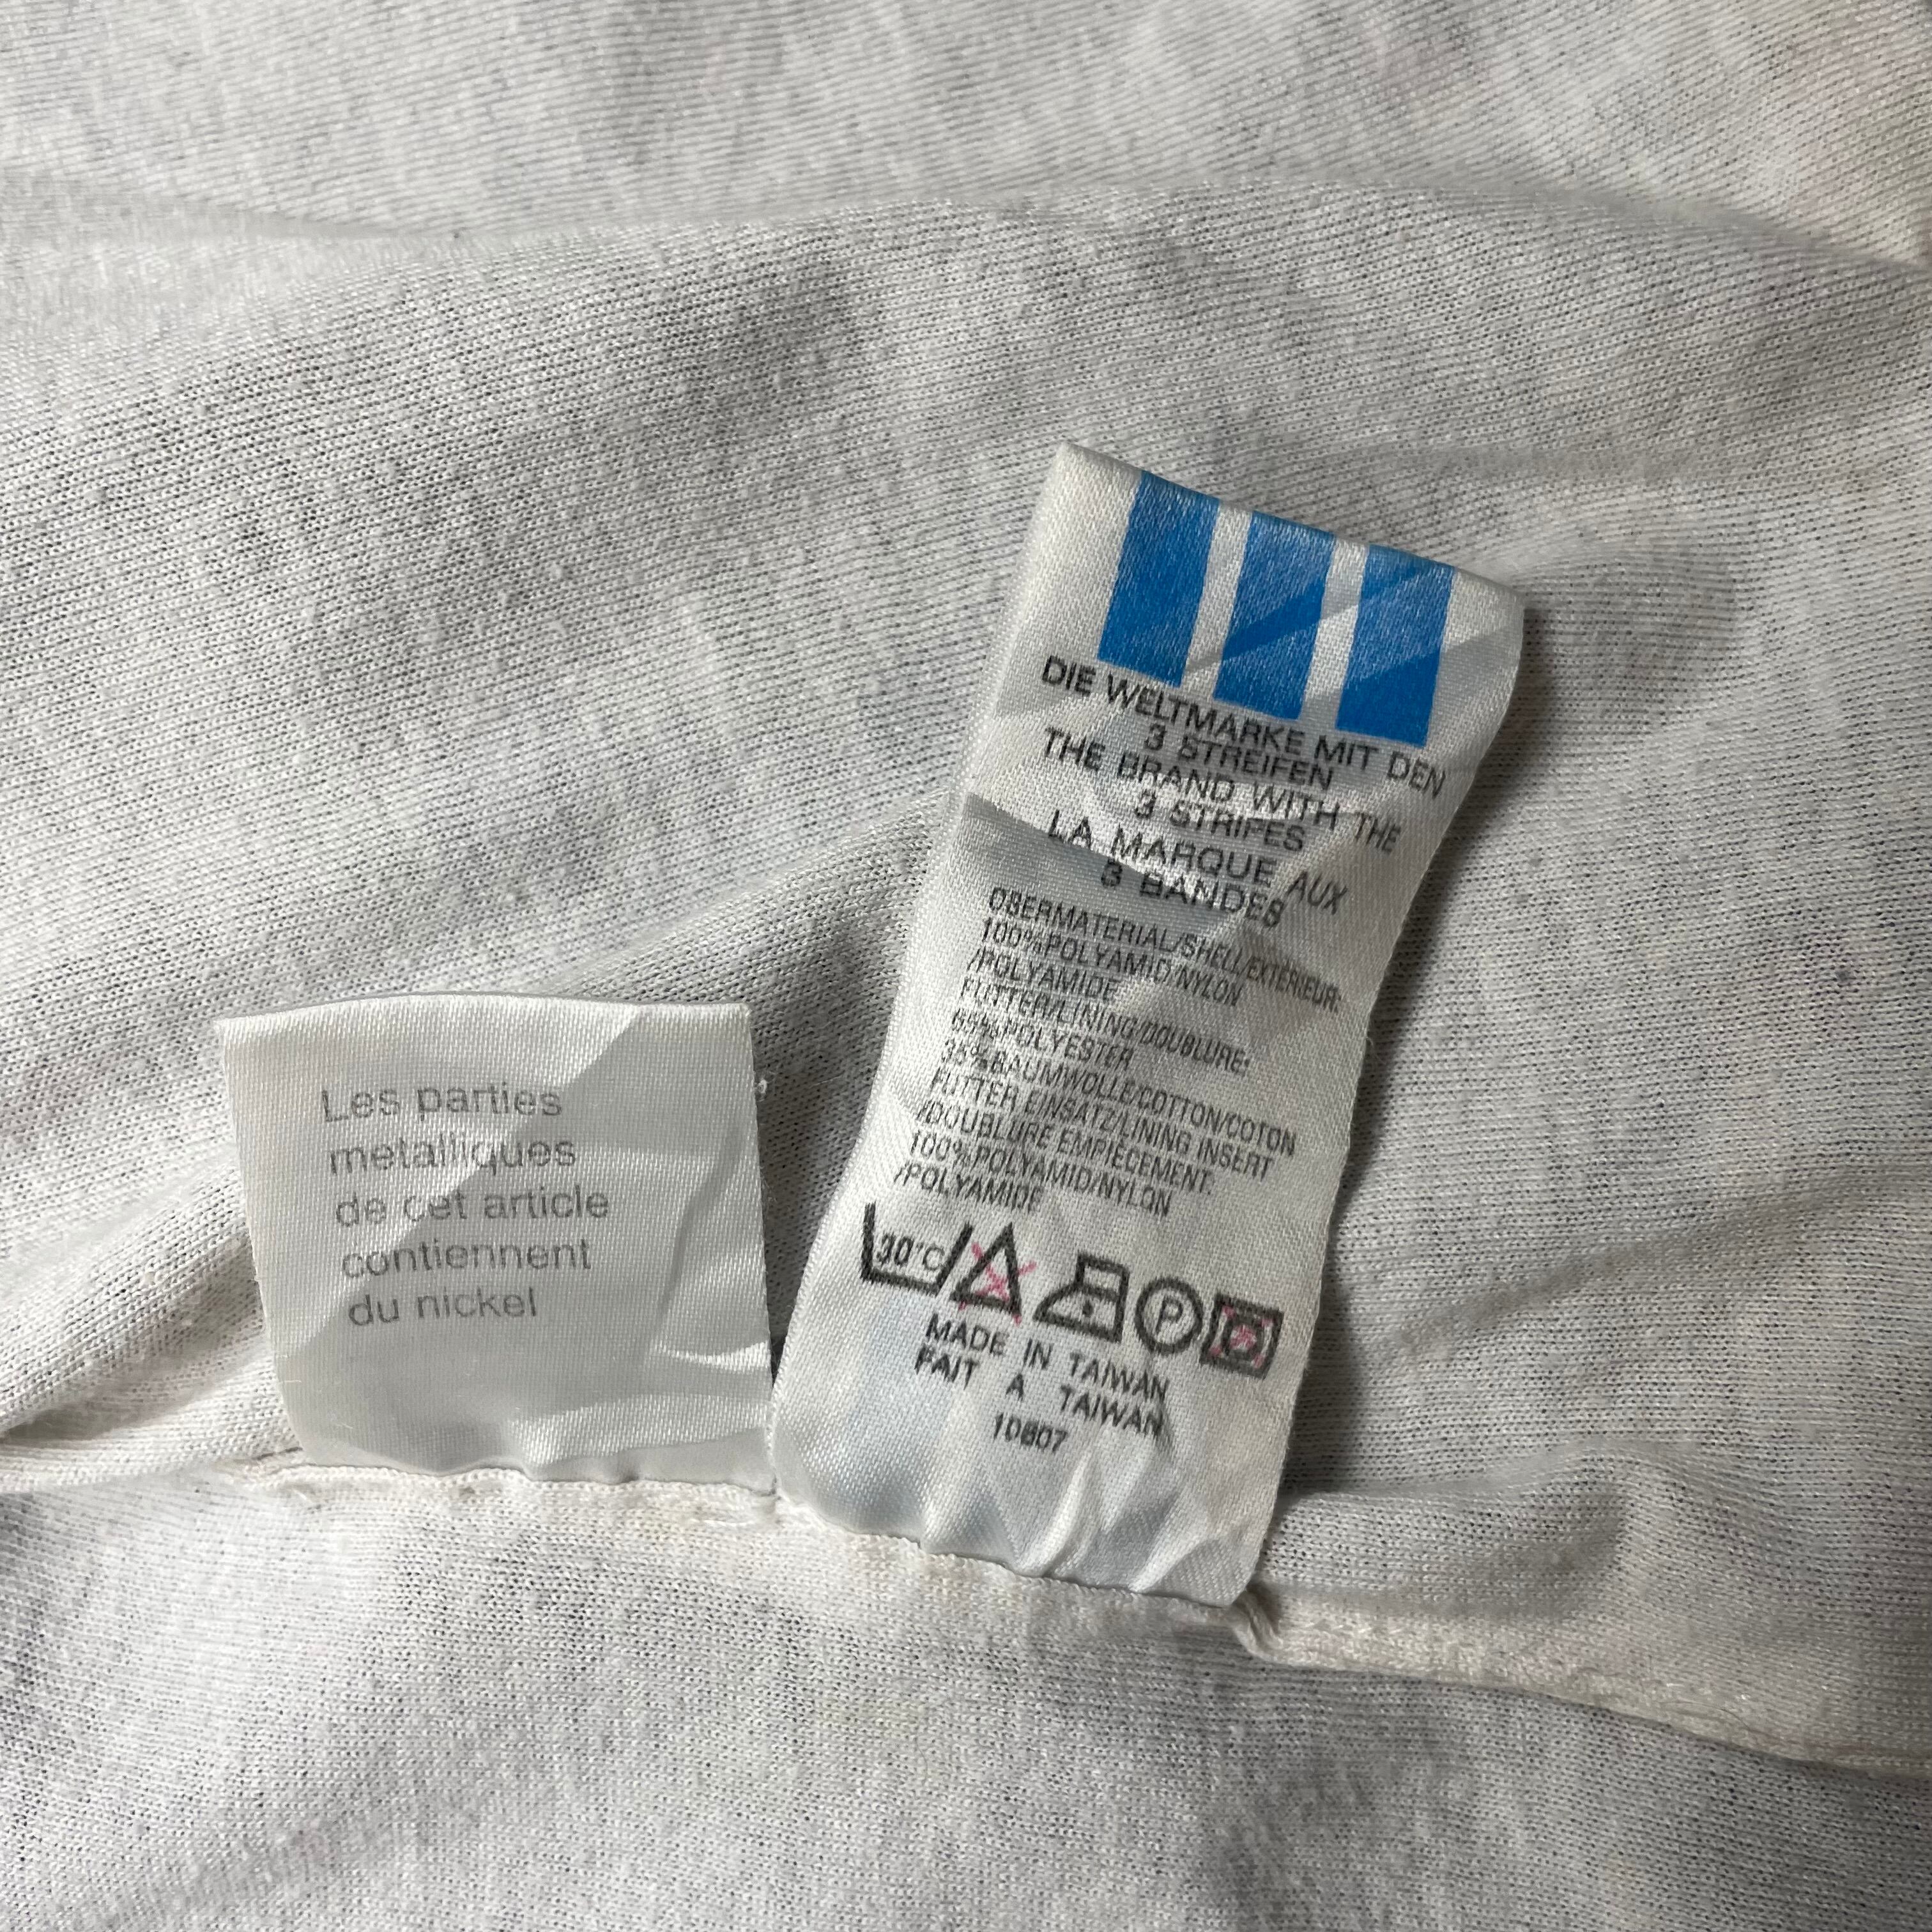 Les parties
metalliques
de cet article
contiennent
du nickel
DIE WELTMARKE MIT DEN
3 STREIFEN
THE BRAND WITH THE
3 STRIPES
LA MARQUE AUX
3 BANDES
OBERMATERIAL/SHELL/EXTERIEUR:
100%POLYAMID/NYLON
/POLYAMIDE
FUTTER/LINING/DOUBLURE:
65%POLYESTER
35%BAUMWOLLE/COTTON/COTON
FUTTER EINSATZ/LINING INSERT
/DOUBLURE EMPIECEMENT:
100%POLYAMID/NYLON
/POLYAMIDE
30°C P
MADE IN TAIWAN
FAIT A TAIWAN
10607